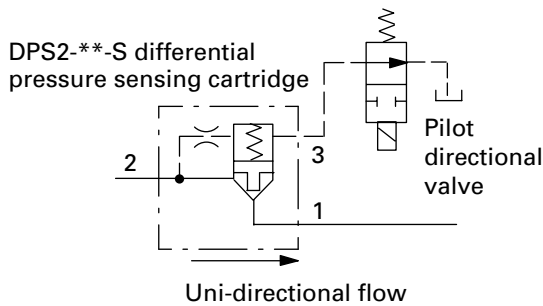 DPS2-**-S differential
pressure sensing cartridge
Pilot
directional
valve
2
3
1
Uni-directional flow